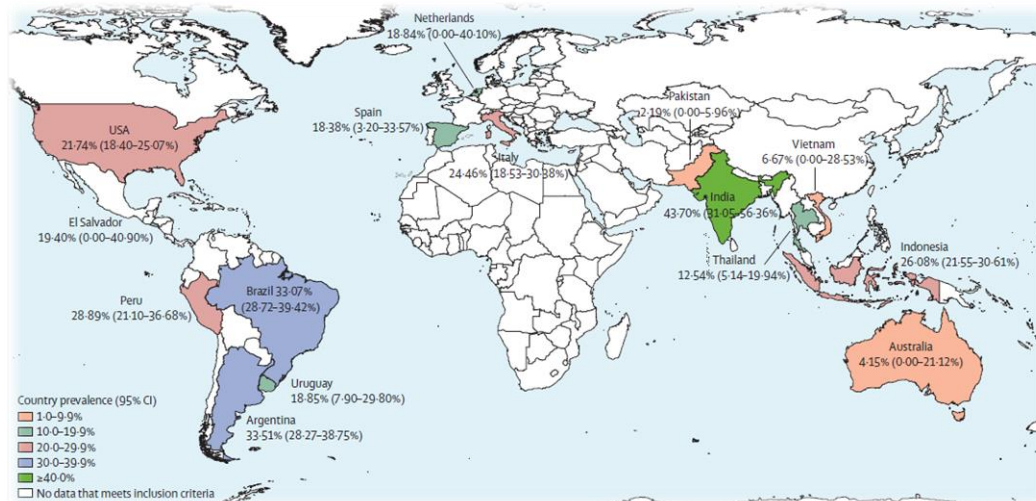 Netherlands
18·84% (0·00–40·10%)
Spain
18·38% (3·20–33·57%)
Pakistan
2·19% (0·00–5·96%)
USA
21·74% (18·40–25·07%)
Vietnam
6·67% (0·00–28·53%)
Italy
24·46% (18·53–30·38%)
India
43·70% (31·05–56·36%)
El Salvador
19·40% (0·00–40·90%)
Thailand
12·54% (5·14–19·94%)
Indonesia
26·08% (21·55–30·61%)
Peru
28·89% (21·10–36·68%)
Brazil 33·07%
(28·72–39·42%)
Australia
4·15% (0·00–21·12%)
Uruguay
18·85% (7·90–29·80%)
Argentina
33·51% (28·27–38·75%)
Country prevalence (95% CI)
1·0–9·9%
10·0–19·9%
20·0–29·9%
30·0–39·9%
≥40·0%
No data that meets inclusion criteria